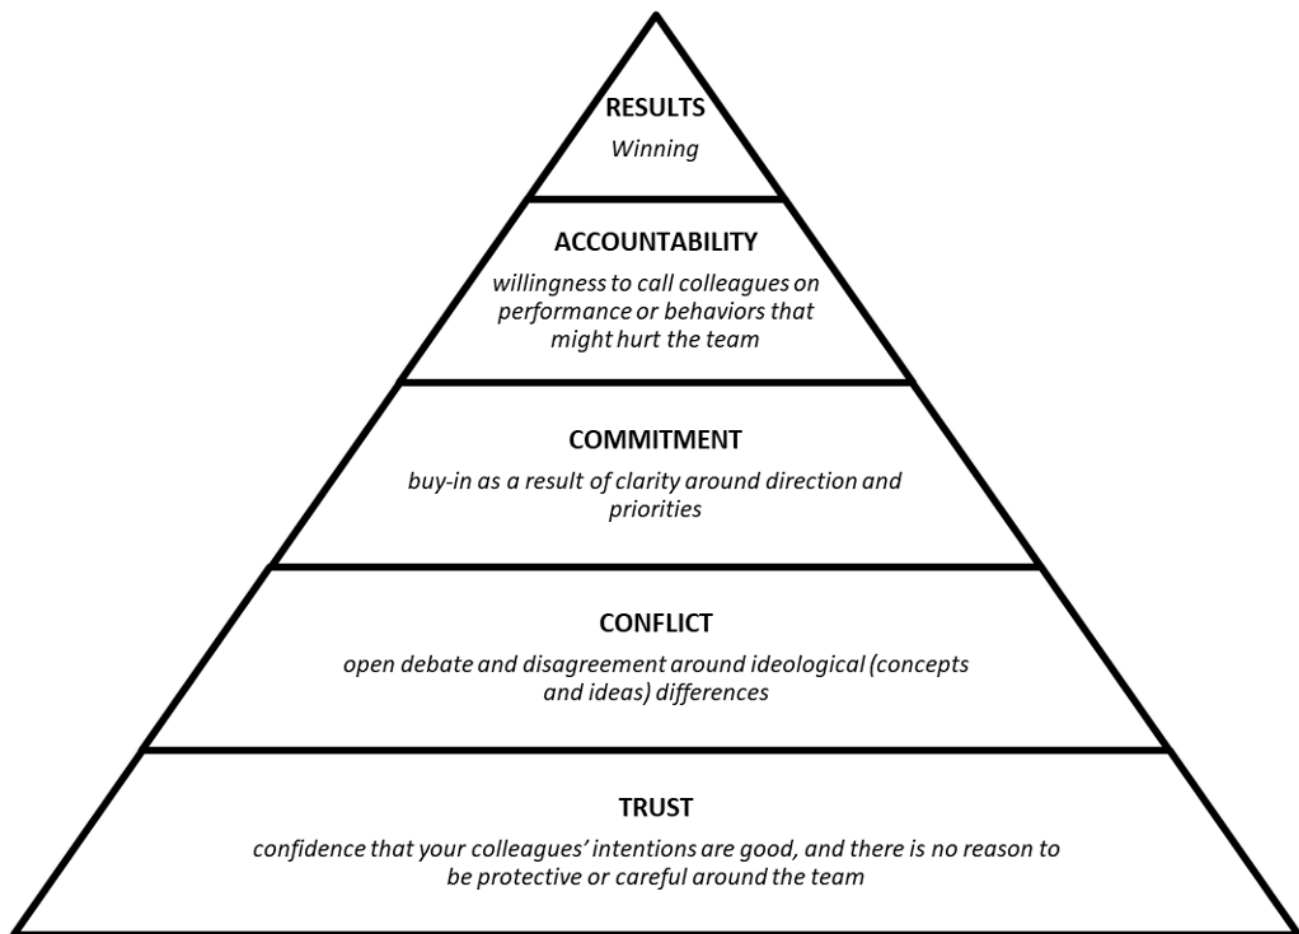 RESULTS
Winning
ACCOUNTABILITY
willingness to call colleagues on
performance or behaviors that
might hurt the team
COMMITMENT
buy-in as a result of clarity around direction and
priorities
CONFLICT
open debate and disagreement around ideological (concepts
and ideas) differences
TRUST
confidence that your colleagues’ intentions are good, and there is no reason to
be protective or careful around the team